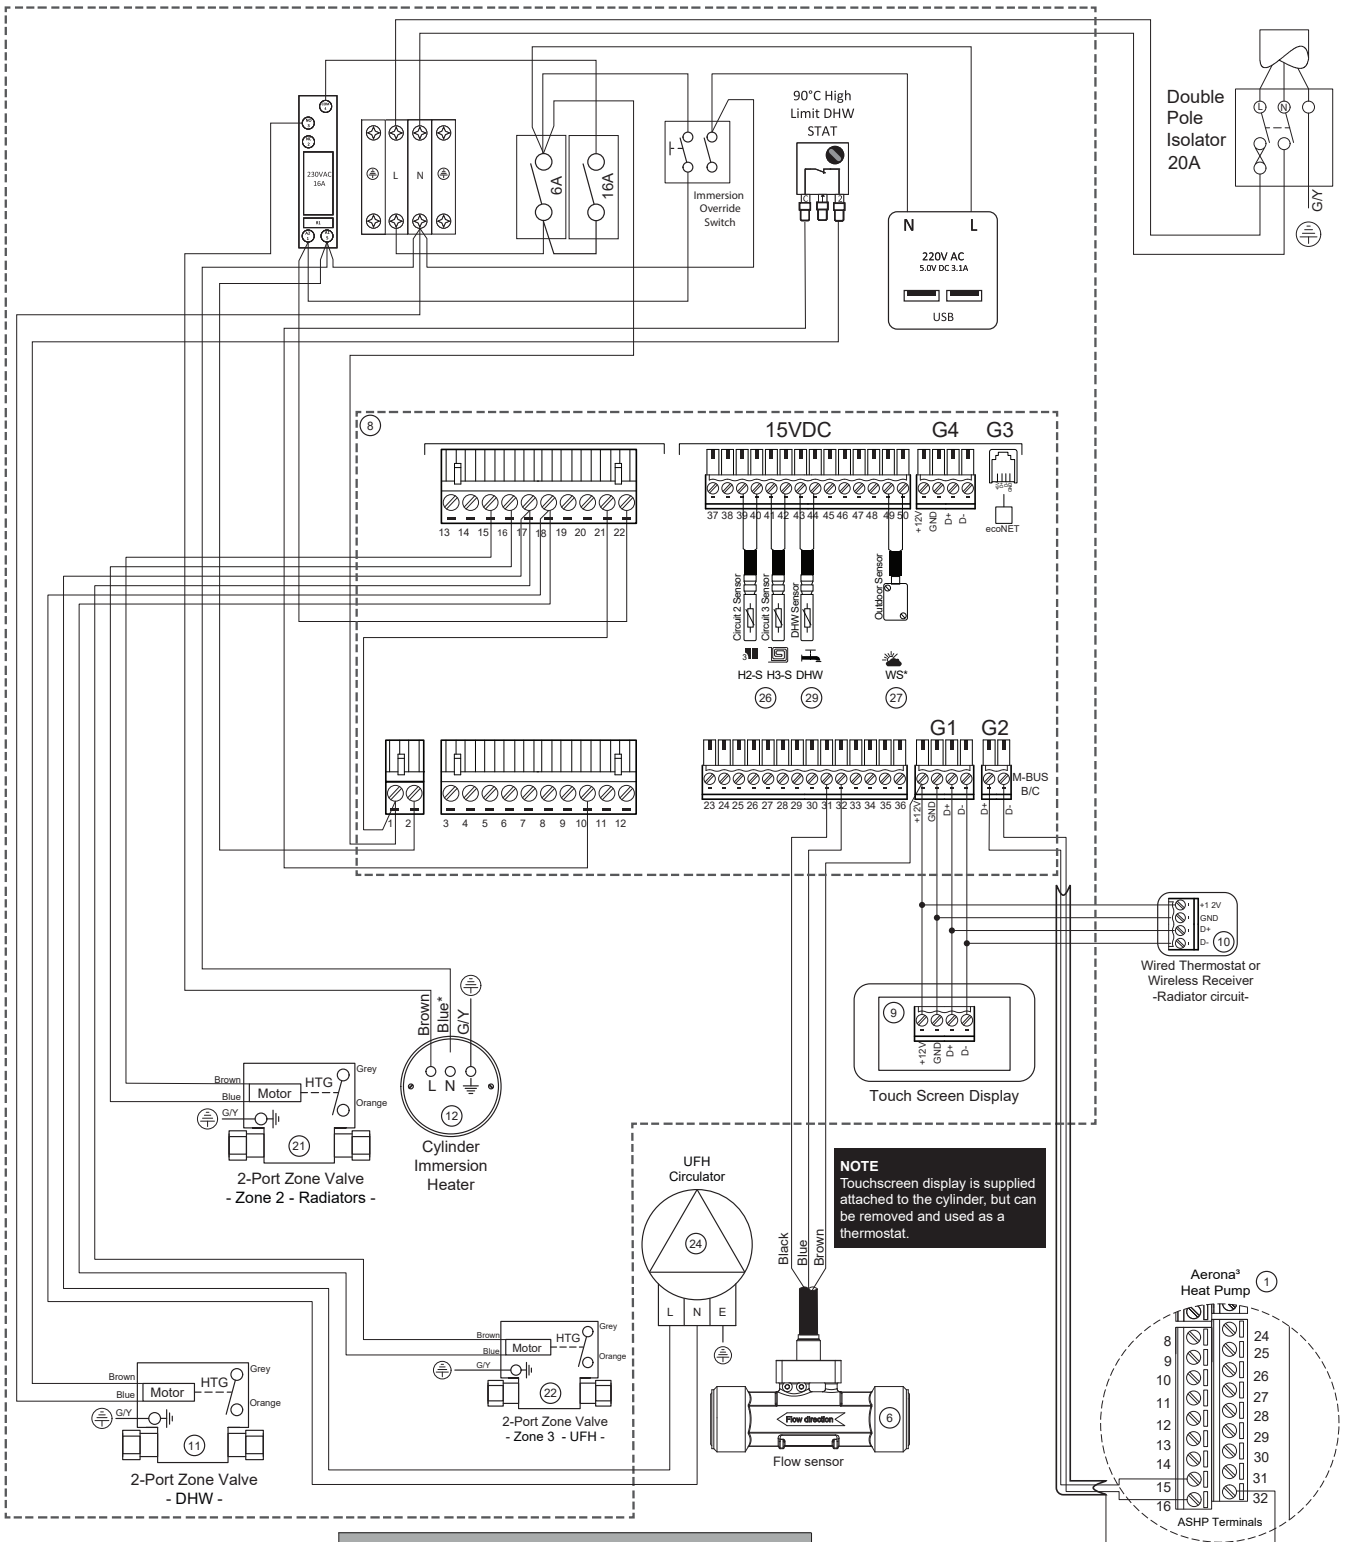 90°C High
Limit DHW
STAT
Double
Pole
Isolator
20A
L
N
G/Y
230VAC
16A
L
N
6A
16A
Immersion
Override
Switch
C
1
2
N
L
220V AC
5.0V DC 3.1A
USB
8
15VDC
G4
G3
13 14 15 16 17 18 19 20 21 22
37 38 39 40 41 42 43 44 45 46 47 48 49 50
+12V
GND
D+
D-
ecoNET
Circuit 2 Sensor
Circuit 3 Sensor
DHW Sensor
Outdoor Sensor
3
H2-S H3-S DHW
WS*
26
29
27
G1
G2
M-BUS
B/C
1 2
3 4 5 6 7 8 9 10 11 12
23 24 25 26 27 28 29 30 31 32 33 34 35 36
+12V
GND
D+
D-
D+
D-
+1 2V
GND
D+
D-
10
Wired Thermostat or
Wireless Receiver
-Radiator circuit-
9
+12V
GND
D+
D-
Touch Screen Display
Brown
Blue*
G/Y
L N
12
Cylinder
Immersion
Heater
Brown
Blue
G/Y
Motor
HTG
Grey
Orange
21
2-Port Zone Valve
- Zone 2 - Radiators -
UFH
Circulator
24
L N E
Black
Blue
Brown
NOTE
Touchscreen display is supplied
attached to the cylinder, but can
be removed and used as a
thermostat.
Brown
Blue
G/Y
Motor
HTG
Grey
Orange
22
2-Port Zone Valve
- Zone 3 - UFH -
Flow direction
6
Flow sensor
Brown
Blue
G/Y
Motor
HTG
Grey
Orange
11
2-Port Zone Valve
- DHW -
Aerona³
Heat Pump
1
8
9
10
11
12
13
14
15
16
24
25
26
27
28
29
30
31
32
ASHP Terminals